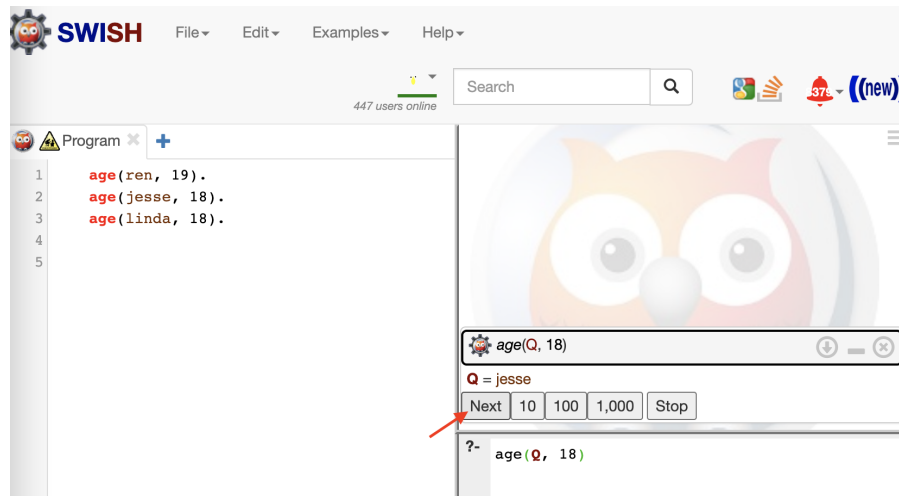 SWISH File Edit Examples Help
447 users online
Search
379
((new))
Program
1 age(ren, 19).
2 age(jesse, 18).
3 age(linda, 18).
4
5
age(Q, 18)
Q = jesse
Next 10 100 1,000 Stop
?- age(Q, 18)